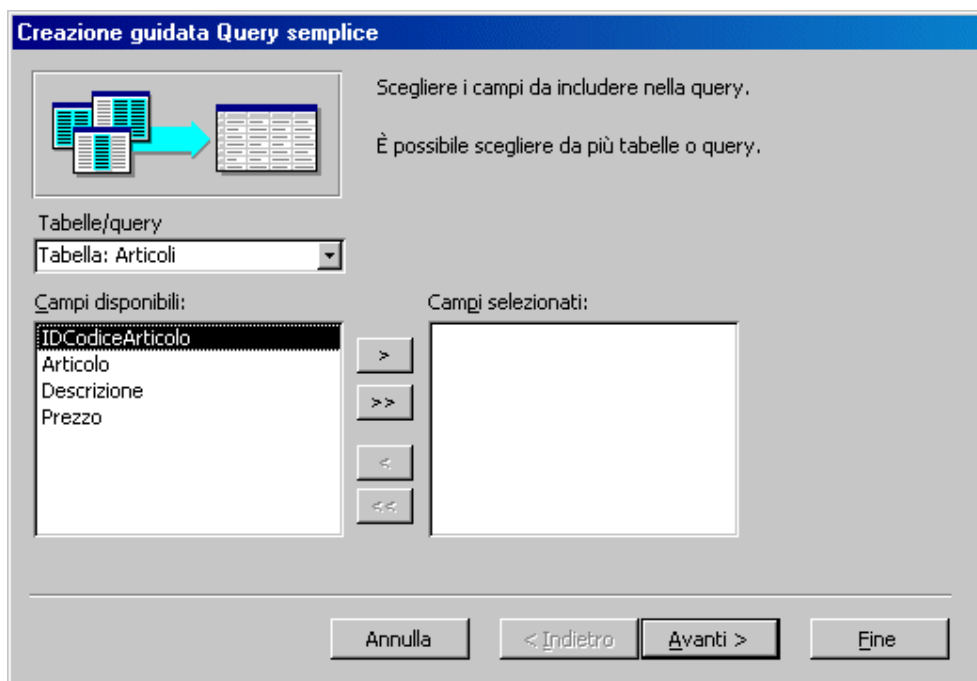 Creazione guidata Query semplice
Scegliere i campi da includere nella query.
È possibile scegliere da più tabelle o query.
Tabelle/query
Tabella: Articoli
Campi disponibili:
Campi selezionati:
IDCodiceArticolo
Articolo
Descrizione
Prezzo
>
>>
<
<<
Annulla
< Indietro
Avanti >
Fine